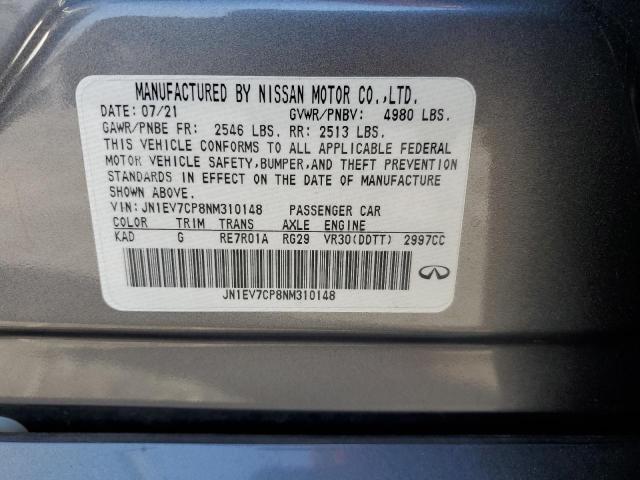 MANUFACTURED BY NISSAN MOTOR CO.,LTD.
DATE: 07/21 GVWR/PNBV: 4980 LBS.
GAWR/PNBE FR: 2546 LBS. RR: 2513 LBS.
THIS VEHICLE CONFORMS TO ALL APPLICABLE FEDERAL
MOTOR VEHICLE SAFETY,BUMPER,AND THEFT PREVENTION
STANDARDS IN EFFECT ON THE DATE OF MANUFACTURE
SHOWN ABOVE.
VIN: JN1EV7CP8NM310148 PASSENGER CAR
COLOR TRIM TRANS AXLE ENGINE
KAD G RE7R01A RG29 VR30(DDTT) 2997CC
JN1EV7CP8NM310148